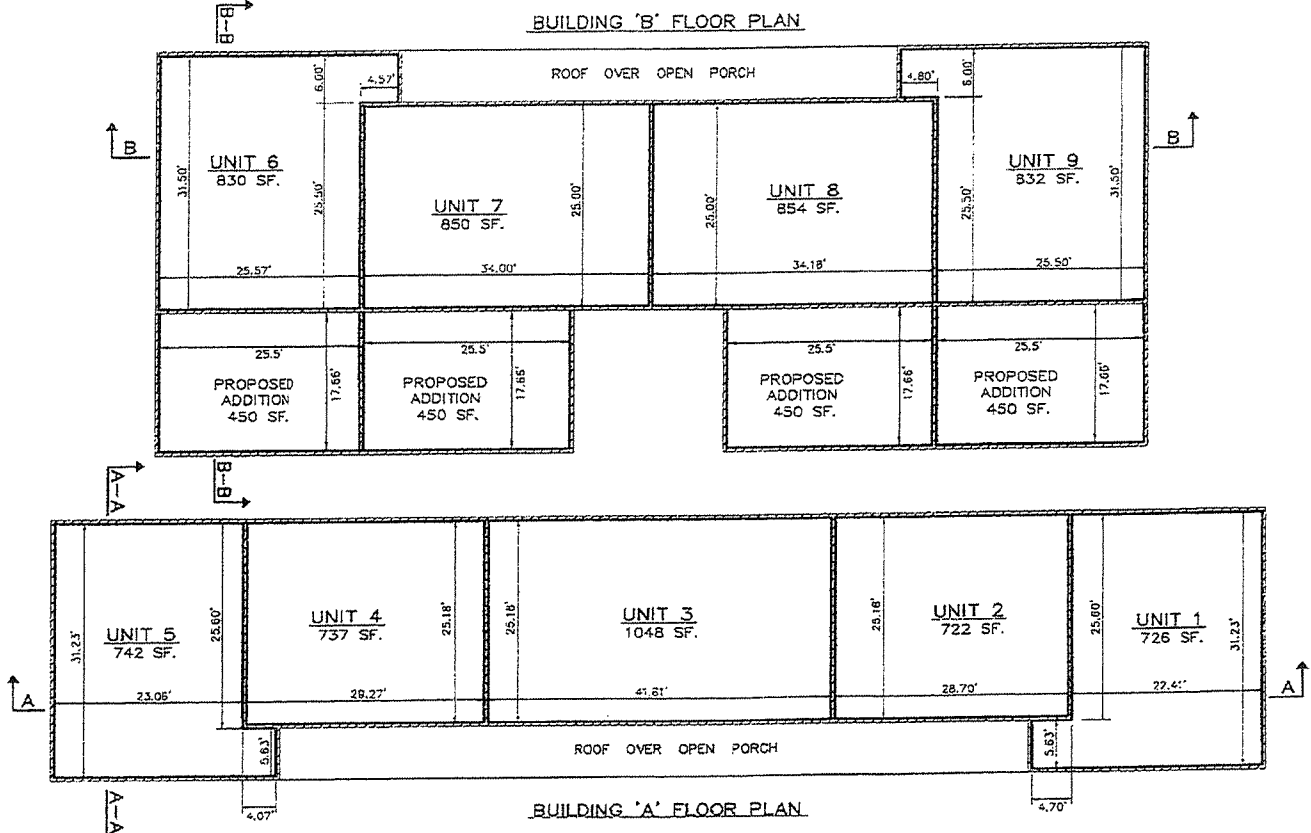 B-B
BUILDING 'B' FLOOR PLAN
ROOF OVER OPEN PORCH
4.57'
4.80'
6.00'
6.00'
B
B
UNIT 6
830 SF.
31.50'
25.50'
UNIT 7
850 SF.
25.00'
25.00'
UNIT 8
854 SF.
UNIT 9
832 SF.
25.50'
31.50'
25.57'
34.00'
34.18'
25.50'
25.5'
25.5'
25.5'
25.5'
PROPOSED
ADDITION
450 SF.
17.66'
PROPOSED
ADDITION
450 SF.
17.66'
PROPOSED
ADDITION
450 SF.
17.66'
PROPOSED
ADDITION
450 SF.
17.66'
A-A
B-B
UNIT 5
742 SF.
31.23'
25.60'
UNIT 4
737 SF.
25.18'
25.18'
UNIT 3
1048 SF.
25.16'
UNIT 2
722 SF.
25.60'
UNIT 1
726 SF.
31.23'
A
A
23.06'
29.27'
41.61'
28.70'
22.41'
5.63'
ROOF OVER OPEN PORCH
5.63'
A-A
4.07'
BUILDING 'A' FLOOR PLAN
4.70'